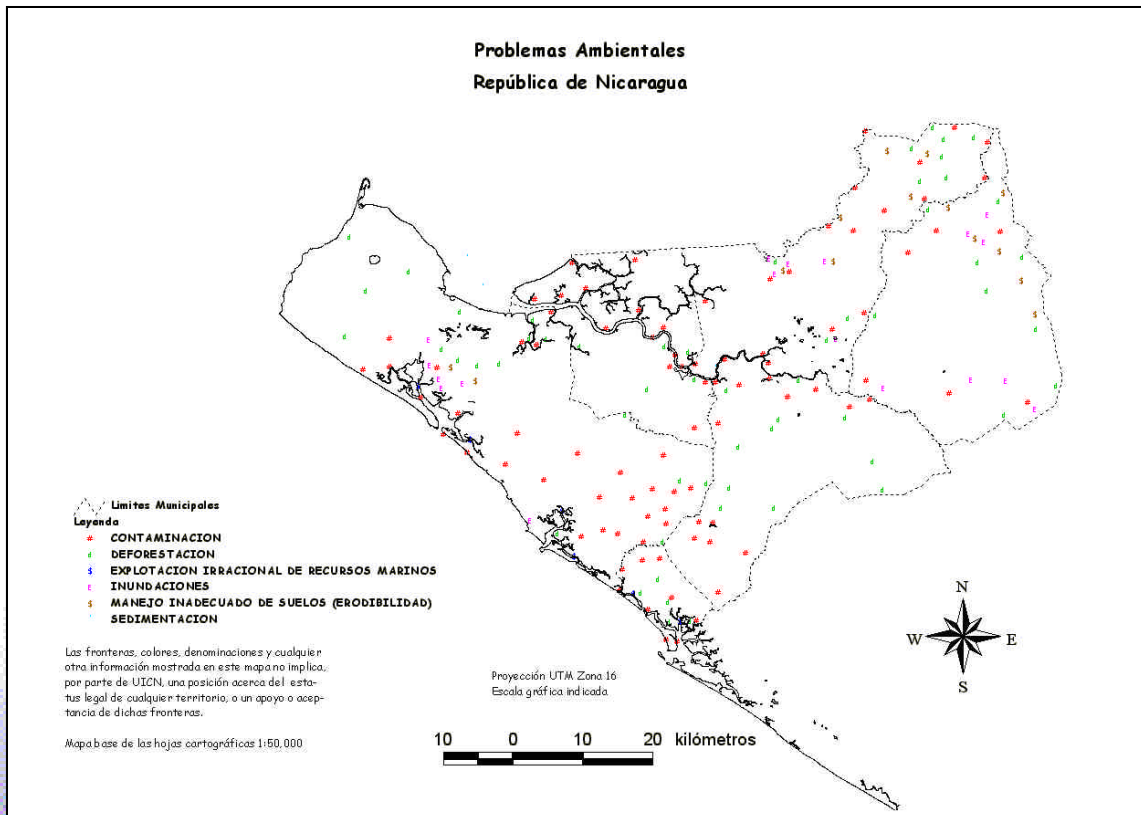 Problemas Ambientales
República de Nicaragua
Limites Municipales
Leyenda
# CONTAMINACION
d DEFORESTACION
$ EXPLOTACION IRRACIONAL DE RECURSOS MARINOS
E INUNDACIONES
$ MANEJO INADECUADO DE SUELOS (ERODIBILIDAD)
SEDIMENTACION
Las fronteras, colores, denominaciones y cualquier
otra información mostrada en este mapa no implica,
por parte de UICN, una posición acerca del esta-
tus legal de cualquier territorio, o un apoyo o acep-
tancia de dichas fronteras.
Mapa base de las hojas cartográficas 1:50,000
Proyección UTM Zona 16
Escala gráfica indicada
10 0 10 20 kilómetros
N
W E
S